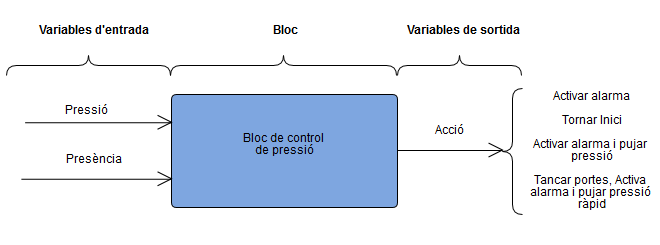 Variables d'entrada
Bloc
Variables de sortida
Pressió
Presència
Bloc de control
de pressió
Acció
Activar alarma
Tornar Inici
Activar alarma i pujar
pressió
Tancar portes, Activa
alarma i pujar pressió
ràpid